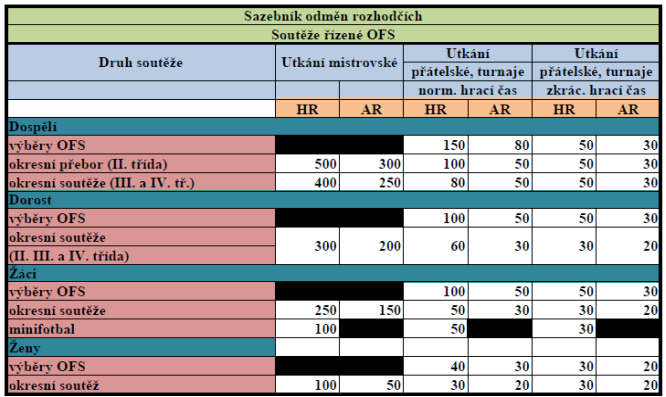 Sazebník odměn rozhodčích
Soutěže řízené OFS
Druh soutěže Utkání mistrovské Utkání Utkání
přátelské, turnaje přátelské, turnaje
norm. hrací čas zkrác. hrací čas
HR AR HR AR HR AR
Dospělí
výběry OFS 150 80 50 30
okresní přebor (II. třída) 500 300 100 50 50 30
okresní soutěže (III. a IV. tř.) 400 250 80 50 50 30
Dorost
výběry OFS 100 50 50 30
okresní soutěže
(II. III. a IV. třída) 300 200 60 30 30 20
Žáci
výběry OFS 100 50 50 30
okresní soutěže 250 150 50 30 30 20
minifotbal 100 50 30
Ženy
výběry OFS 40 30 30 20
okresní soutěž 100 50 30 20 30 20